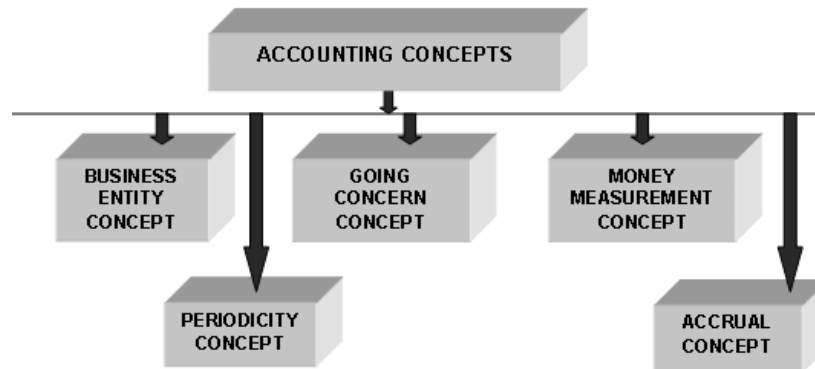 ACCOUNTING CONCEPTS
BUSINESS
ENTITY
CONCEPT
GOING
CONCERN
CONCEPT
MONEY
MEASUREMENT
CONCEPT
PERIODICITY
CONCEPT
ACCRUAL
CONCEPT